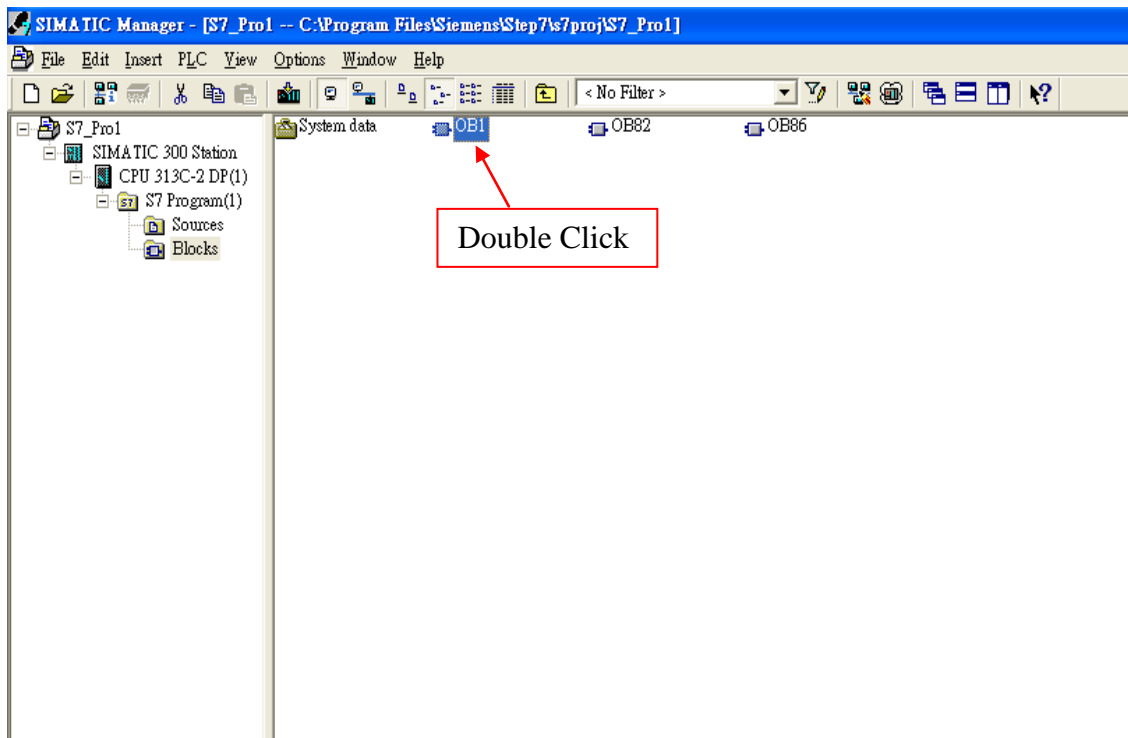 SIMATIC Manager - [S7_Pro1 -- C:\Program Files\Siemens\Step7\s7proj\S7_Pro1]
File Edit Insert PLC View Options Window Help
< No Filter >
S7_Pro1
SIMATIC 300 Station
CPU 313C-2 DP(1)
S7 Program(1)
Sources
Blocks
System data OB1 OB82 OB86
Double Click